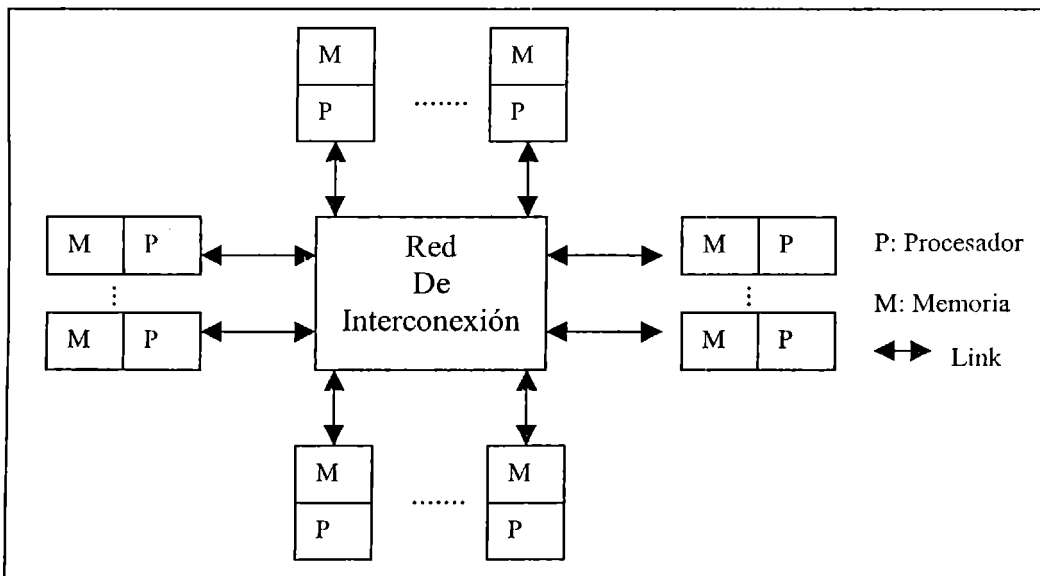 M M
P ....... P
M P
M P
Red
De
Interconexión
M P
M P
P: Procesador
M: Memoria
Link
M M
P ....... P